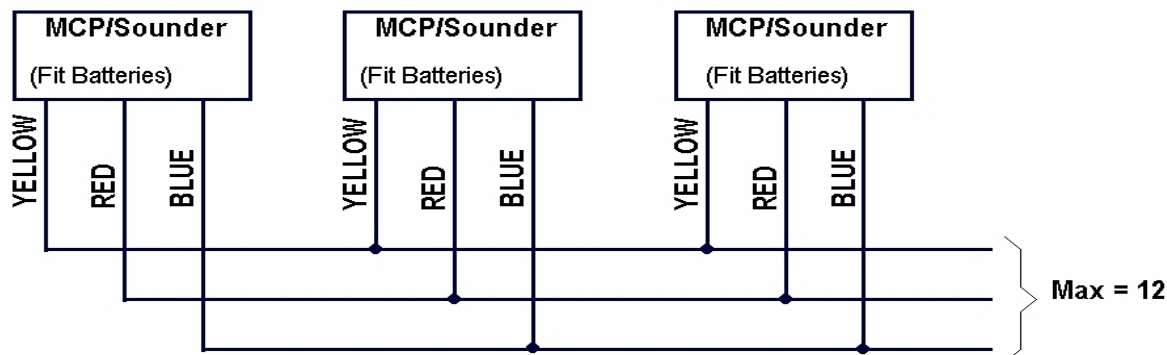 MCP/Sounder
(Fit Batteries)
MCP/Sounder
(Fit Batteries)
MCP/Sounder
(Fit Batteries)
YELLOW
RED
BLUE
YELLOW
RED
BLUE
YELLOW
RED
BLUE
Max = 12